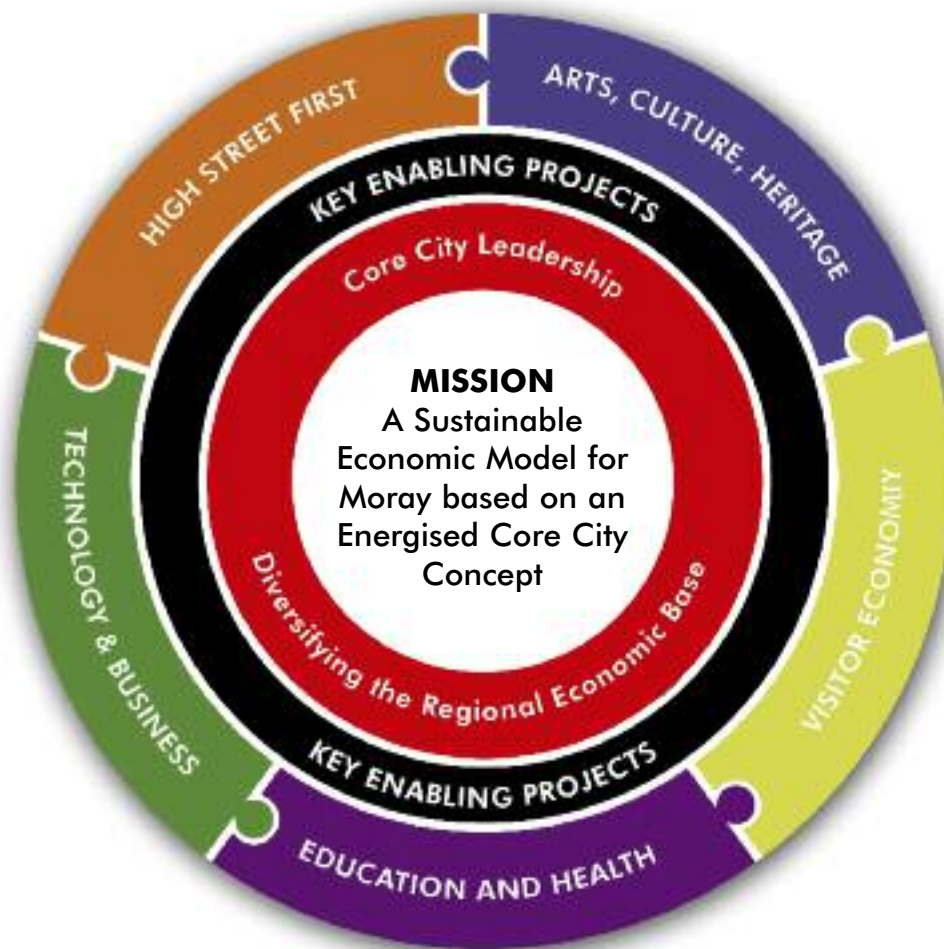 HIGH STREET FIRST
ARTS, CULTURE, HERITAGE
KEY ENABLING PROJECTS
Core City Leadership
MISSION
A Sustainable
Economic Model for
Moray based on an
Energised Core City
Concept
TECHNOLOGY & BUSINESS
VISITOR ECONOMY
Diversifying the Regional Economic Base
KEY ENABLING PROJECTS
EDUCATION AND HEALTH